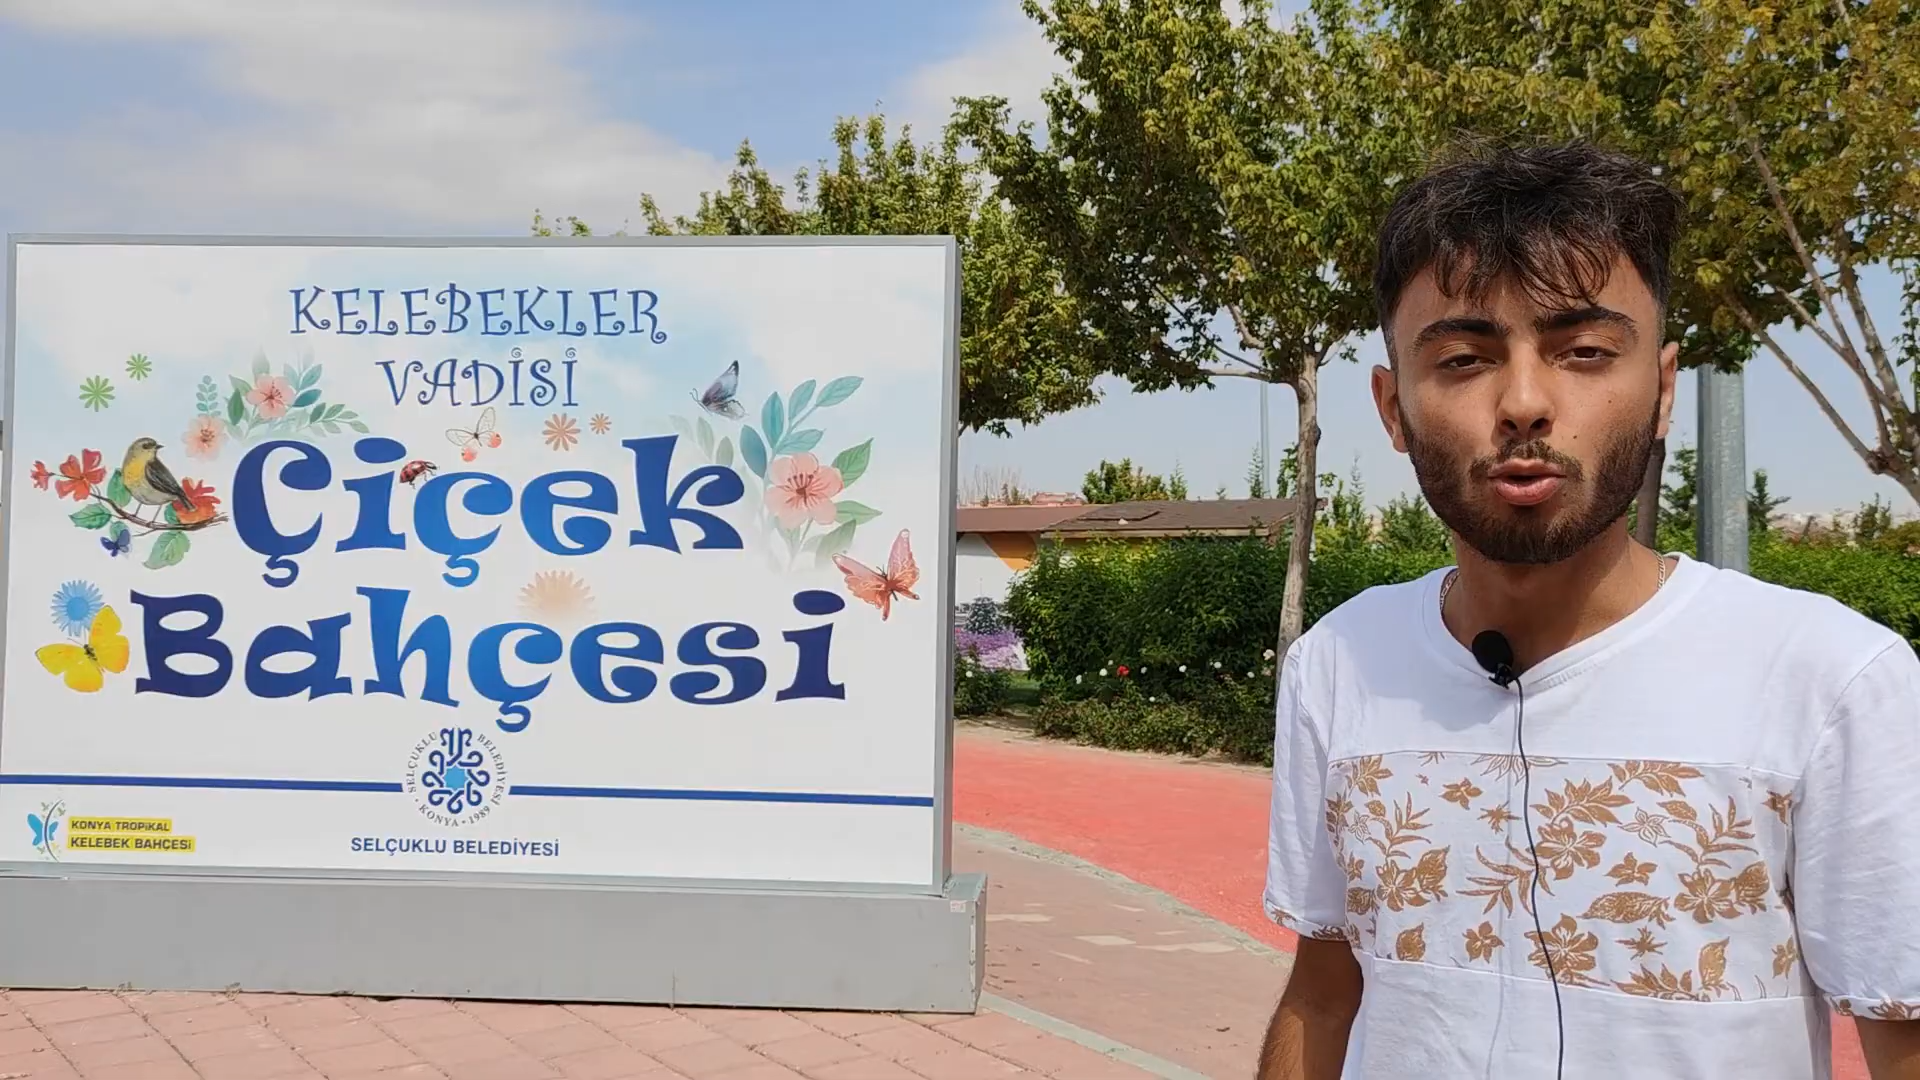 KELEBEKLER
VADİSİ
Çiçek
Bahçesi
SELÇUKLU BELEDİYESİ
• KONYA • 1989
KONYA TROPİKAL
KELEBEK BAHÇESİ
SELÇUKLU BELEDİYESİ